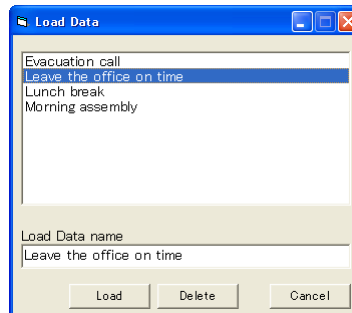 Load Data
Evacuation call
Leave the office on time
Lunch break
Morning assembly
Load Data name
Leave the office on time
Load Delete Cancel